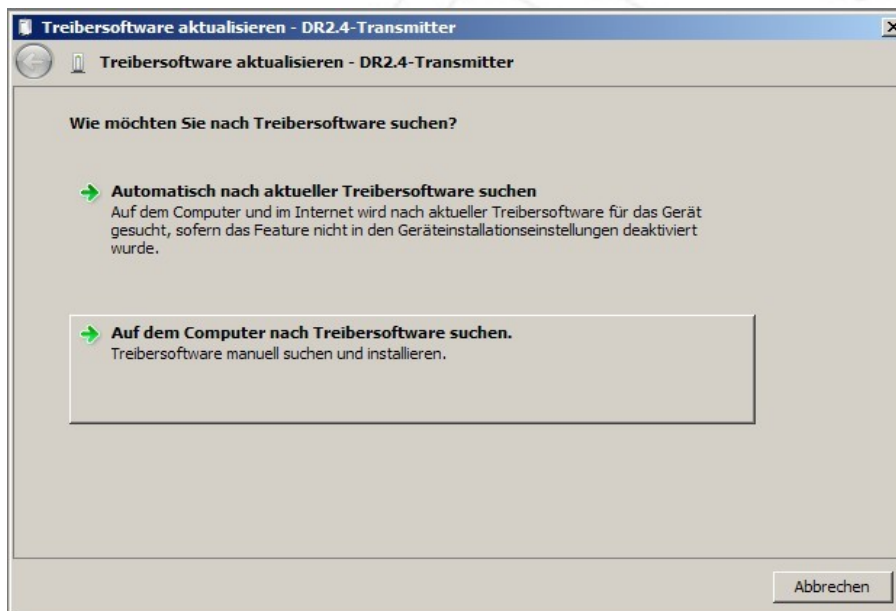 Treibersoftware aktualisieren - DR2.4-Transmitter
Treibersoftware aktualisieren - DR2.4-Transmitter
Wie möchten Sie nach Treibersoftware suchen?
Automatisch nach aktueller Treibersoftware suchen
Auf dem Computer und im Internet wird nach aktueller Treibersoftware für das Gerät
gesucht, sofern das Feature nicht in den Geräteinstallationseinstellungen deaktiviert
wurde.
Auf dem Computer nach Treibersoftware suchen.
Treibersoftware manuell suchen und installieren.
Abbrechen